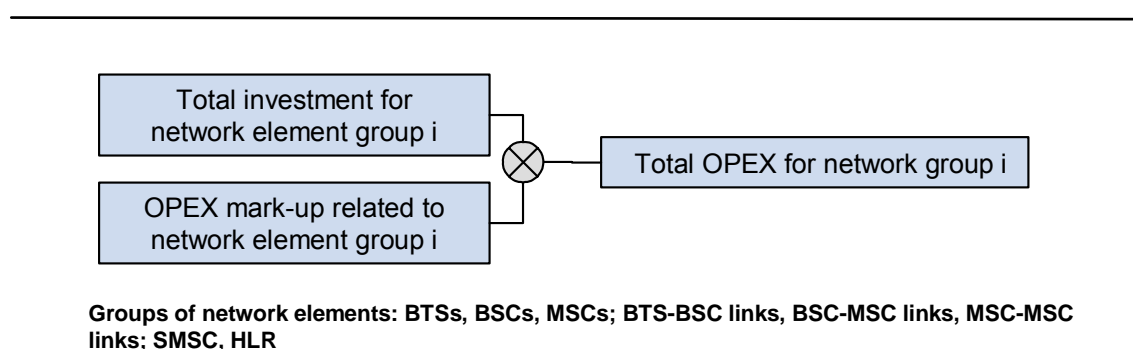 Total investment for
network element group i
Total OPEX for network group i
OPEX mark-up related to
network element group i
Groups of network elements: BTSs, BSCs, MSCs; BTS-BSC links, BSC-MSC links, MSC-MSC
links; SMSC, HLR